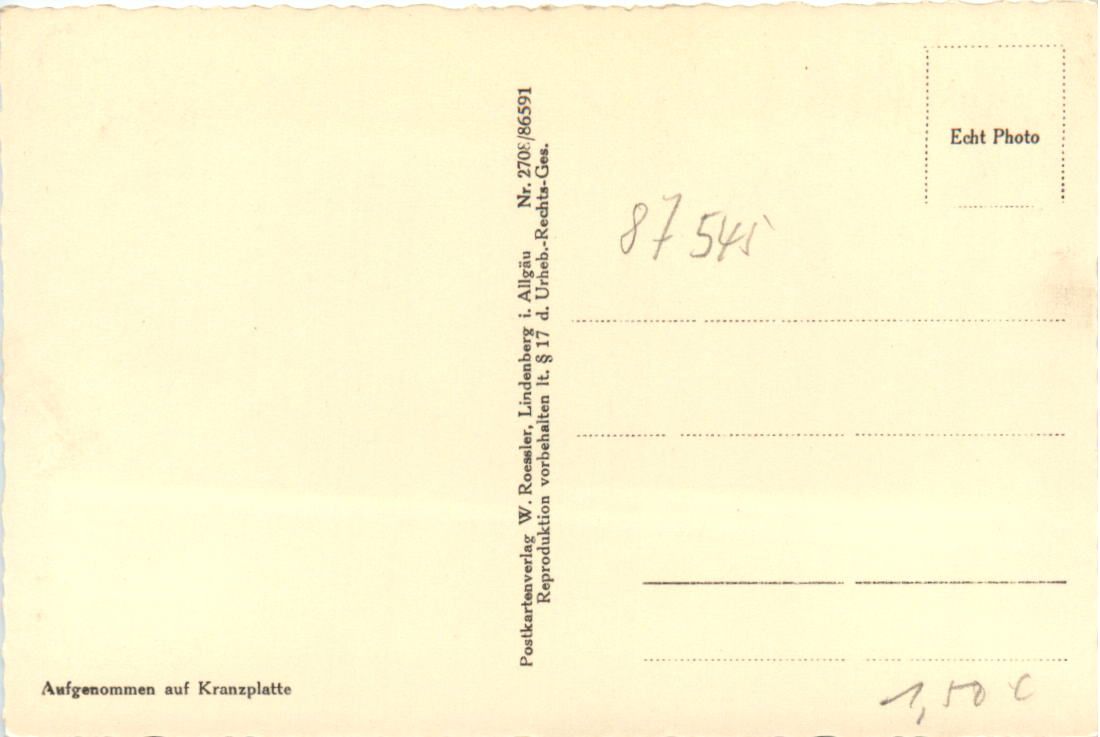 Echt Photo
87545
Postkartenverlag W. Roessler, Lindenberg i. Allgäu Nr. 2708/86591
Reproduktion vorbehalten lt. § 17 d. Urheb.-Rechts-Ges.
Aufgenommen auf Kranzplatte
1,50 €